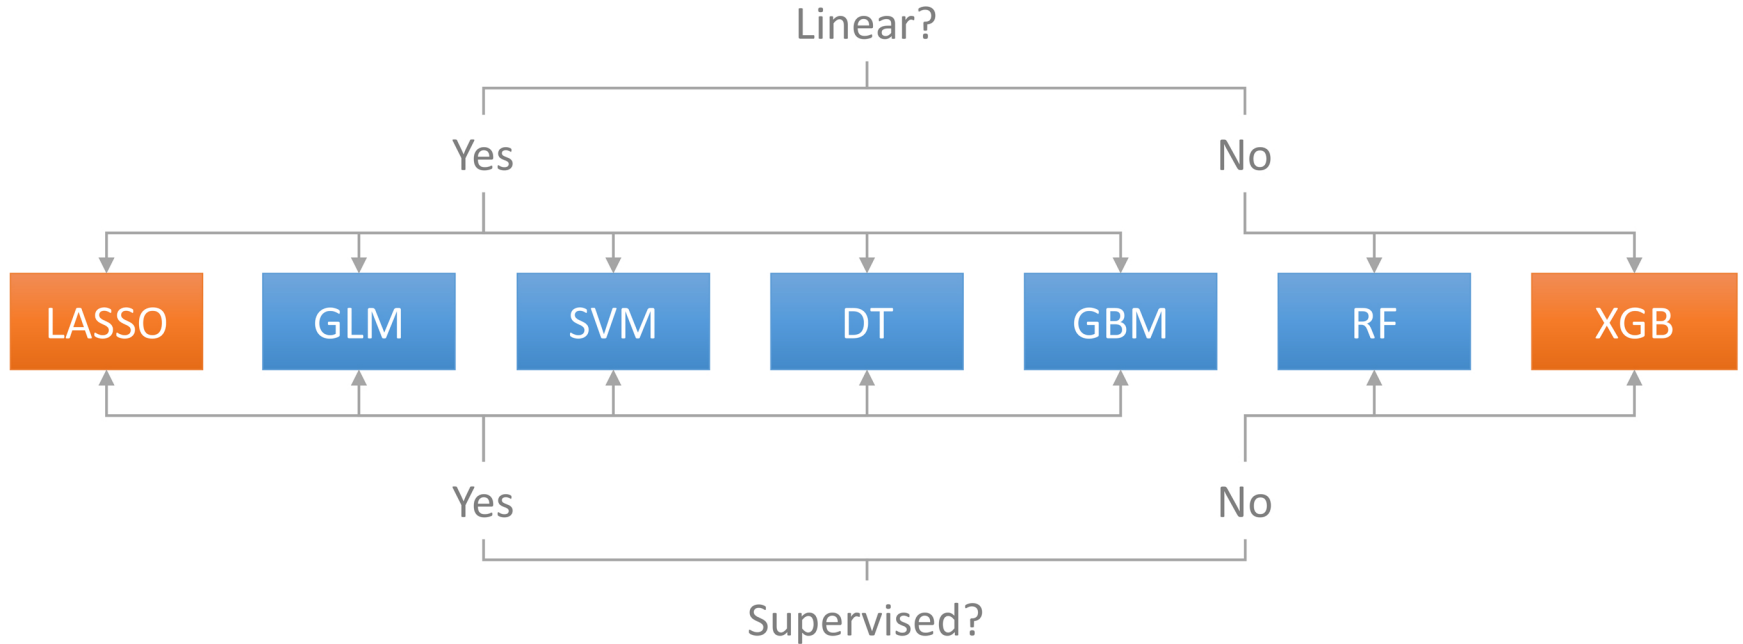 Linear?
Yes
No
LASSO
GLM
SVM
DT
GBM
RF
XGB
Yes
No
Supervised?